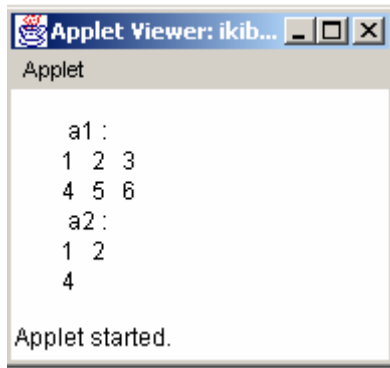 Applet Viewer: ikib...
Applet
a1 :
1 2 3
4 5 6
a2 :
1 2
4
Applet started.